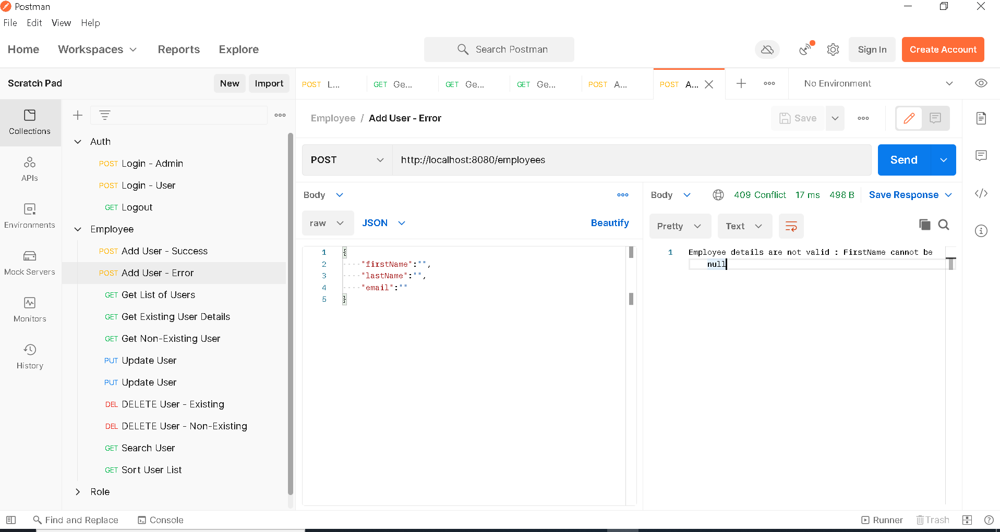 Postman
File Edit View Help
Home Workspaces Reports Explore Search Postman Sign In Create Account
Scratch Pad New Import
POST L... GET Ge... GET Ge... GET Ge... POST A... POST A... No Environment
Collections
APIs
Environments
Mock Servers
Monitors
History
Auth
POST Login - Admin
POST Login - User
GET Logout
Employee
POST Add User - Success
POST Add User - Error
GET Get List of Users
GET Get Existing User Details
GET Get Non-Existing User
PUT Update User
PUT Update User
DEL DELETE User - Existing
DEL DELETE User - Non-Existing
GET Search User
GET Sort User List
Role
Employee / Add User - Error Save
POST http://localhost:8080/employees Send
Body
raw JSON Beautify
1 {
2 "firstName":"",
3 "lastName":"",
4 "email":""
5 }
Body 409 Conflict 17 ms 498 B Save Response
Pretty Text
1 Employee details are not valid : FirstName cannot be
null
Find and Replace Console Runner Trash